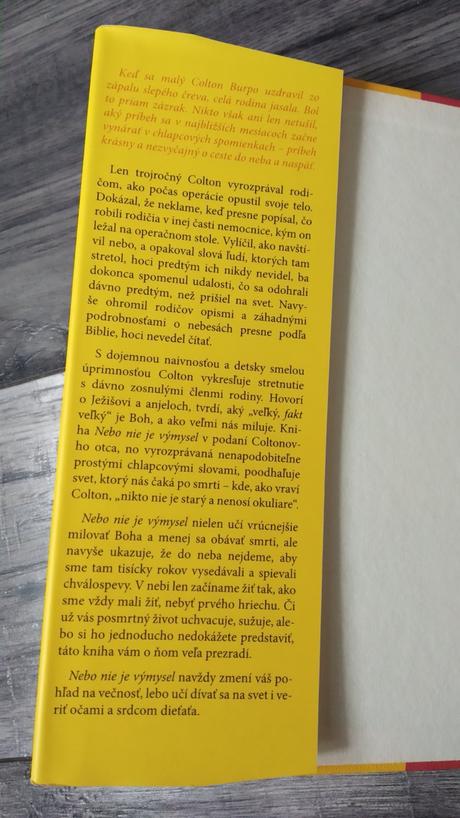 Keď sa malý Colton Burpo uzdravil zo
zápalu slepého čreva, celá rodina jasala. Bol
to priam zázrak. Nikto však ani len netušil,
aký príbeh sa v najbližších mesiacoch začne
vynárať v chlapcových spomienkach – príbeh
krásny a nezvyčajný o ceste do neba a naspäť.
Len trojročný Colton vyrozprával rodi-
čom, ako počas operácie opustil svoje telo.
Dokázal, že neklame, keď presne popísal, čo
robili rodičia v inej časti nemocnice, kým on
ležal na operačnom stole. Vylíčil, ako navští-
vil nebo, a opakoval slová ľudí, ktorých tam
stretol, hoci predtým ich nikdy nevidel, ba
dokonca spomenul udalosti, čo sa odohrali
dávno predtým, než prišiel na svet. Navy-
še ohromil rodičov opismi a záhadnými
podrobnosťami o nebesách presne podľa
Biblie, hoci nevedel čítať.
S dojemnou naivnosťou a detsky smelou
úprimnosťou Colton vykresľuje stretnutie
s dávno zosnulými členmi rodiny. Hovorí
o Ježišovi a anjeloch, tvrdí, aký „veľký, fakt
veľký“ je Boh, a ako veľmi nás miluje. Kni-
ha Nebo nie je výmysel v podaní Coltonov-
ho otca, no vyrozprávaná nenapodobiteľne
prostými chlapcovými slovami, poodhaľuje
svet, ktorý nás čaká po smrti – kde, ako vraví
Colton, „nikto nie je starý a nenosí okuliare“.
Nebo nie je výmysel nielen učí vrúcnejšie
milovať Boha a menej sa obávať smrti, ale
navyše ukazuje, že do neba nejdeme, aby
sme tam tisícky rokov vysedávali a spievali
chválospevy. V nebi len začíname žiť tak, ako
sme vždy mali žiť, nebyť prvého hriechu. Či
už vás posmrtný život uchvacuje, sužuje, ale-
bo si ho jednoducho nedokážete predstaviť,
táto kniha vám o ňom veľa prezradí.
Nebo nie je výmysel navždy zmení váš po-
hľad na večnosť, lebo učí dívať sa na svet i ve-
riť očami a srdcom dieťaťa.